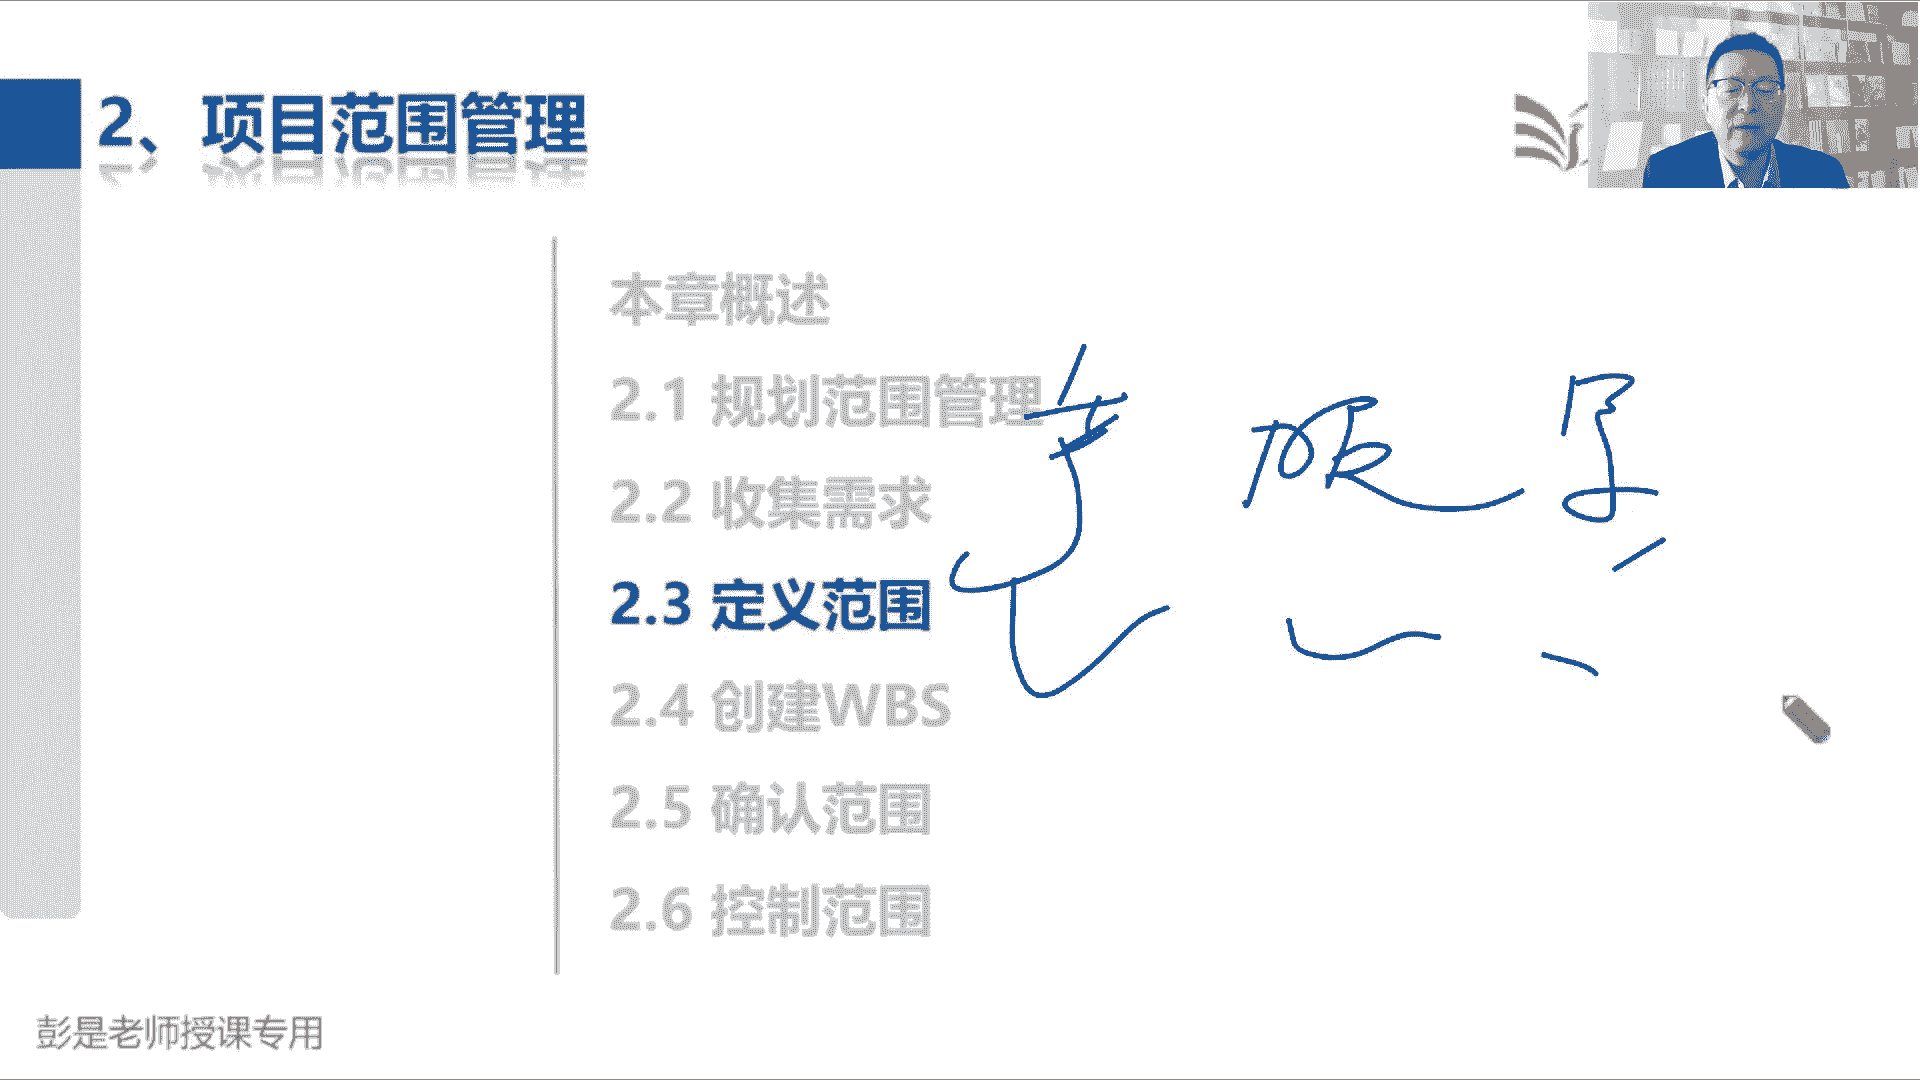 2、项目范围管理
本章概述
2.1 规划范围管理
2.2 收集需求
2.3 定义范围
2.4 创建WBS
2.5 确认范围
2.6 控制范围
彭是老师授课专用